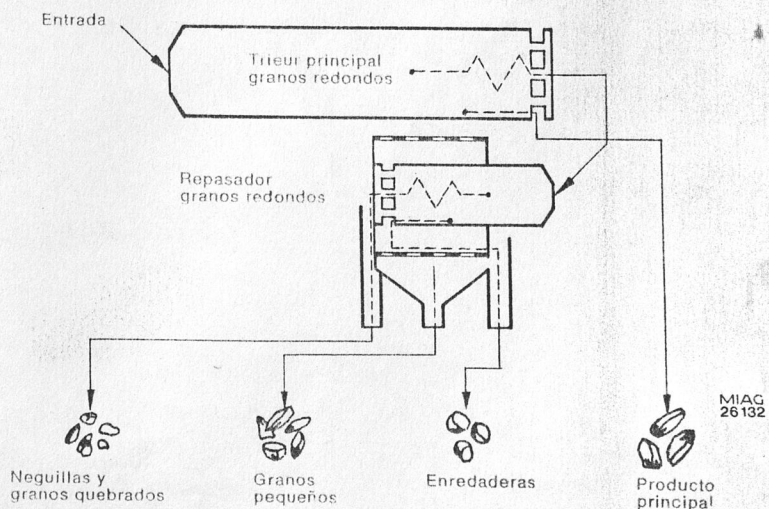 Entrada
Trieur principal
granos redondos
Repasador
granos redondos
MIAG
26132
Neguillas y
granos quebrados
Granos
pequeños
Enredaderas
Producto
principal